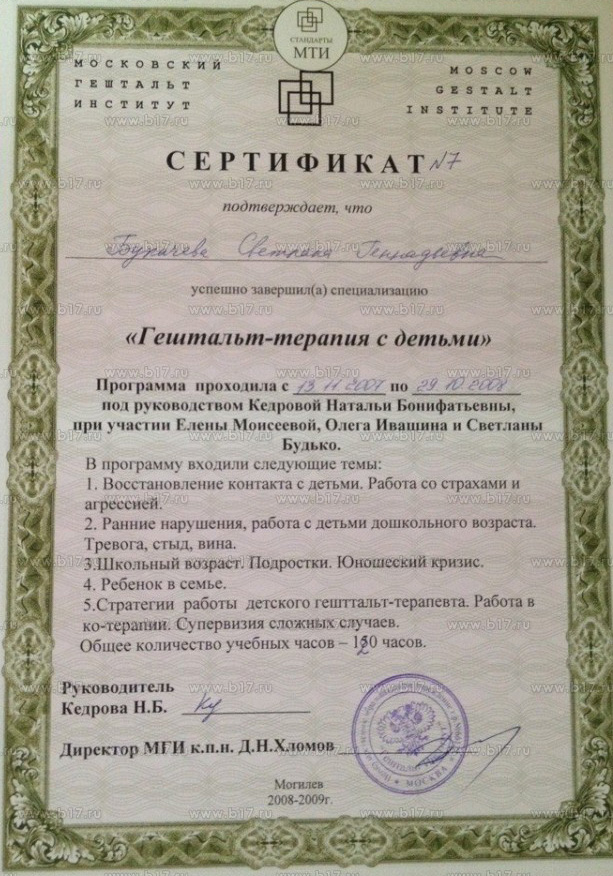 СТАНДАРТЫ
МТИ
МОСКОВСКИЙ
ГЕШТАЛЬТ
ИНСТИТУТ
MOSCOW
GESTALT
INSTITUTE
СЕРТИФИКАТ №7
подтверждает, что
Светлана Геннадьевна
успешно завершил(а) специализацию
«Гештальт-терапия с детьми»
Программа проходила с 13 11 2007 по 29 10 2008
под руководством Кедровой Натальи Бонифатьевны,
при участии Елены Моисеевой, Олега Ивашина и Светланы
Будько.
В программу входили следующие темы:
1. Восстановление контакта с детьми. Работа со страхами и
агрессией.
2. Ранние нарушения, работа с детьми дошкольного возраста.
Тревога, стыд, вина.
3.Школьный возраст. Подростки. Юношеский кризис.
4. Ребенок в семье.
5.Стратегии работы детского гешттальт-терапевта. Работа в
ко-терапии. Супервизия сложных случаев.
Общее количество учебных часов – 120 часов.
Руководитель
Кедрова Н.Б.
Директор МГИ к.п.н. Д.Н.Хломов
МОСКВА
Могилев
2008-2009г.
www.b17.ru